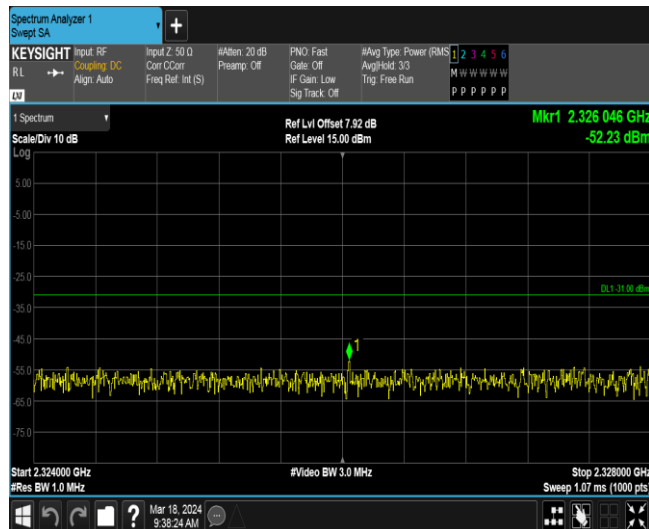 Spectrum Analyzer 1
Swept SA
+
KEYSIGHT
RL
LXI
Input: RF
Coupling: DC
Align: Auto
Input Z: 50 Ω
Corr CCorr
Freq Ref: Int (S)
#Atten: 20 dB
Preamp: Off
PNO: Fast
Gate: Off
IF Gain: Low
Sig Track: Off
#Avg Type: Power (RMS
Avg|Hold: 3/3
Trig: Free Run
1 2 3 4 5 6
M W W W W W
P P P P P P
1 Spectrum
Scale/Div 10 dB
Log
Ref Lvl Offset 7.92 dB
Ref Level 15.00 dBm
Mkr1 2.326 046 GHz
-52.23 dBm
5.00
-5.00
-15.0
-25.0
DL1 -31.00 dBm
-35.0
-45.0
1
-55.0
-65.0
-75.0
Start 2.324000 GHz
#Video BW 3.0 MHz
Stop 2.328000 GHz
#Res BW 1.0 MHz
Sweep 1.07 ms (1000 pts)
?
Mar 18, 2024
9:38:24 AM